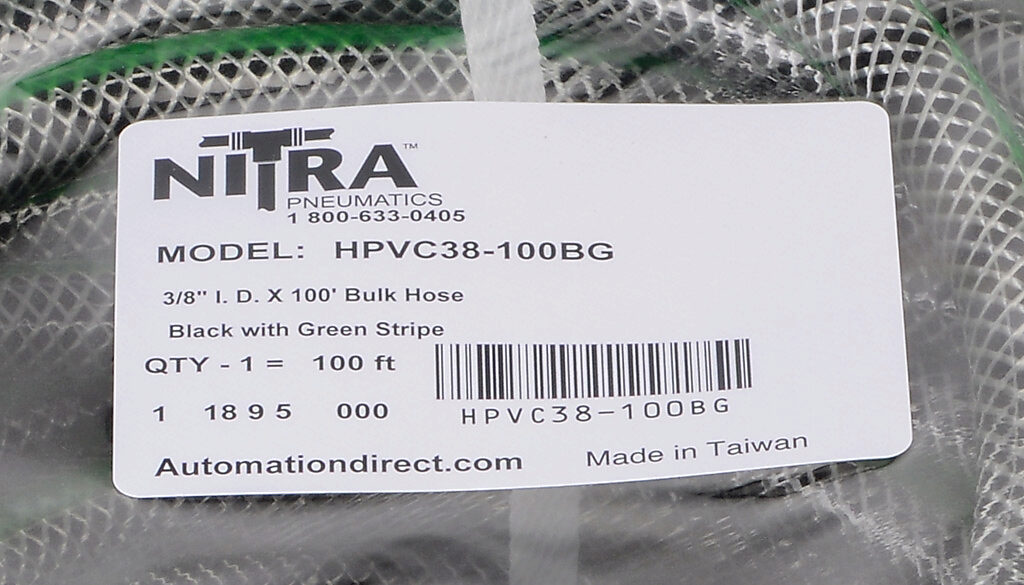 NITRA™
PNEUMATICS
1 800-633-0405
MODEL: HPVC38-100BG
3/8" I. D. X 100' Bulk Hose
Black with Green Stripe
QTY - 1 = 100 ft
1 1895 000
HPVC38-100BG
Automationdirect.com
Made in Taiwan